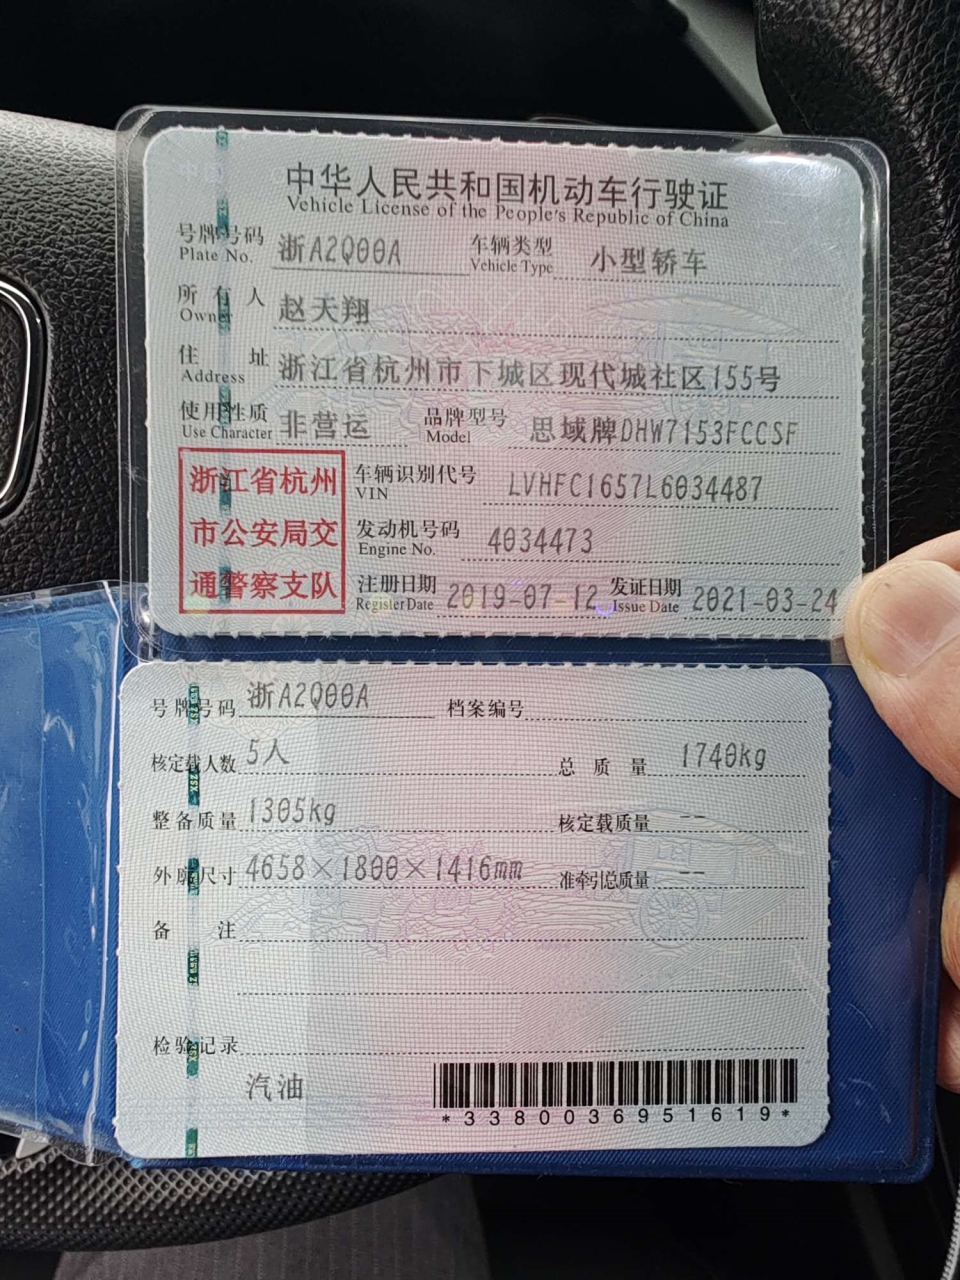 中华人民共和国机动车行驶证
Vehicle License of the People's Republic of China
号牌号码 浙A2Q00A 车辆类型 小型轿车
Plate No. Vehicle Type
所有人 赵天翔
Owner
住址 浙江省杭州市下城区现代城社区155号
Address
使用性质 非营运 品牌型号 思域牌DHW7153FCCSF
Use Character Model
浙江省杭州
市公安局交
通警察支队
车辆识别代号 LVHFC1657L6034487
VIN
发动机号码 4034473
Engine No.
注册日期 2019-07-12 发证日期 2021-03-24
Register Date Issue Date
号牌号码 浙A2Q00A 档案编号
核定载人数 5人 总质量 1740kg
整备质量 1305kg 核定载质量 --
外廓尺寸 4658×1800×1416mm 准牵引总质量 --
备注
检验记录
汽油
*3380036951619*